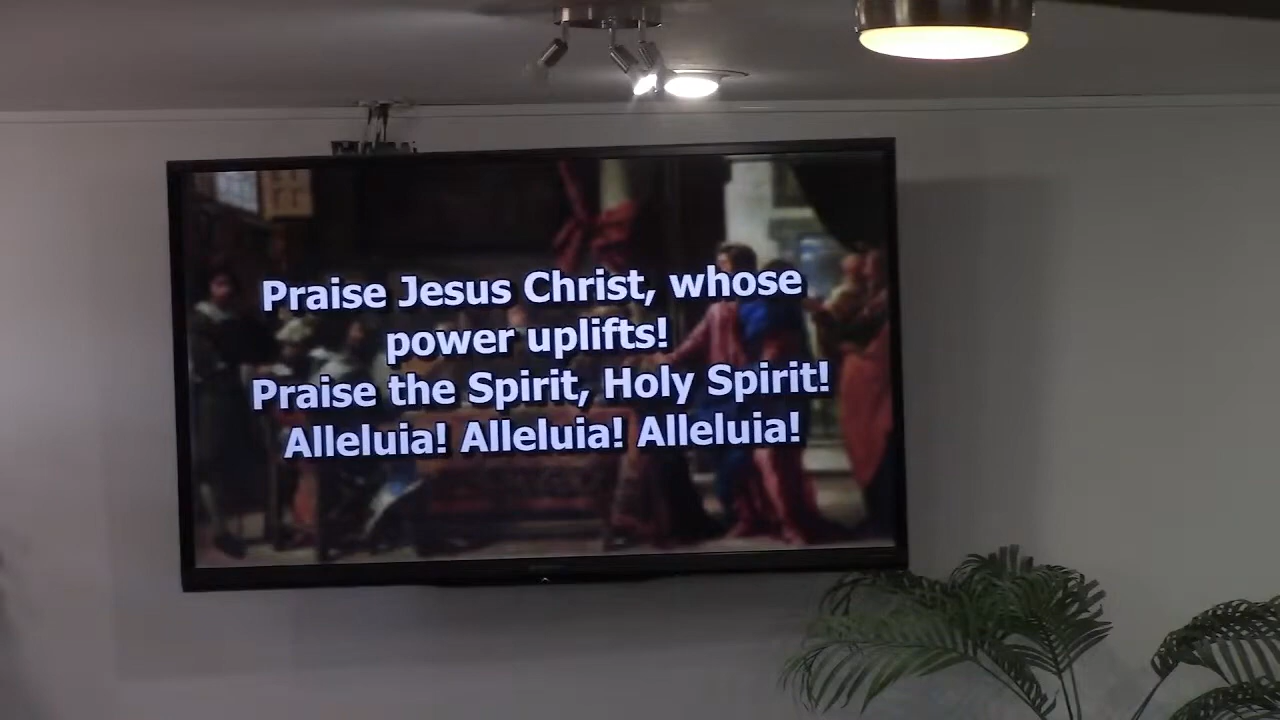 Praise Jesus Christ, whose
power uplifts!
Praise the Spirit, Holy Spirit!
Alleluia! Alleluia! Alleluia!